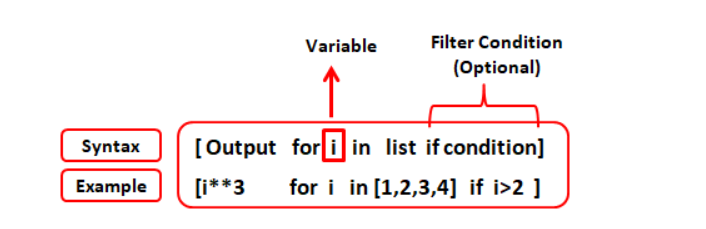 Variable
Filter Condition
(Optional)
Syntax
[ Output for i in list if condition]
Example
[i**3 for i in [1,2,3,4] if i>2 ]